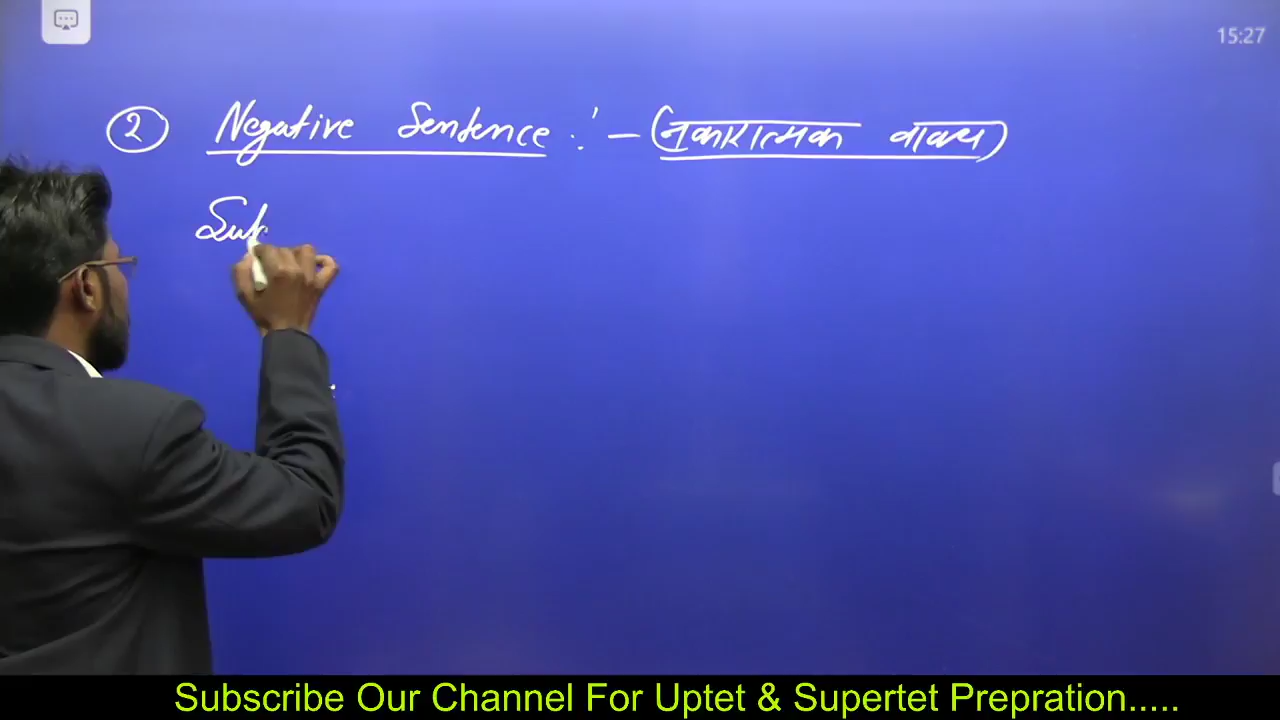 15:27
② Negative Sentence :- (नकारात्मक वाक्य)
Sub
Subscribe Our Channel For Uptet & Supertet Prepration.....